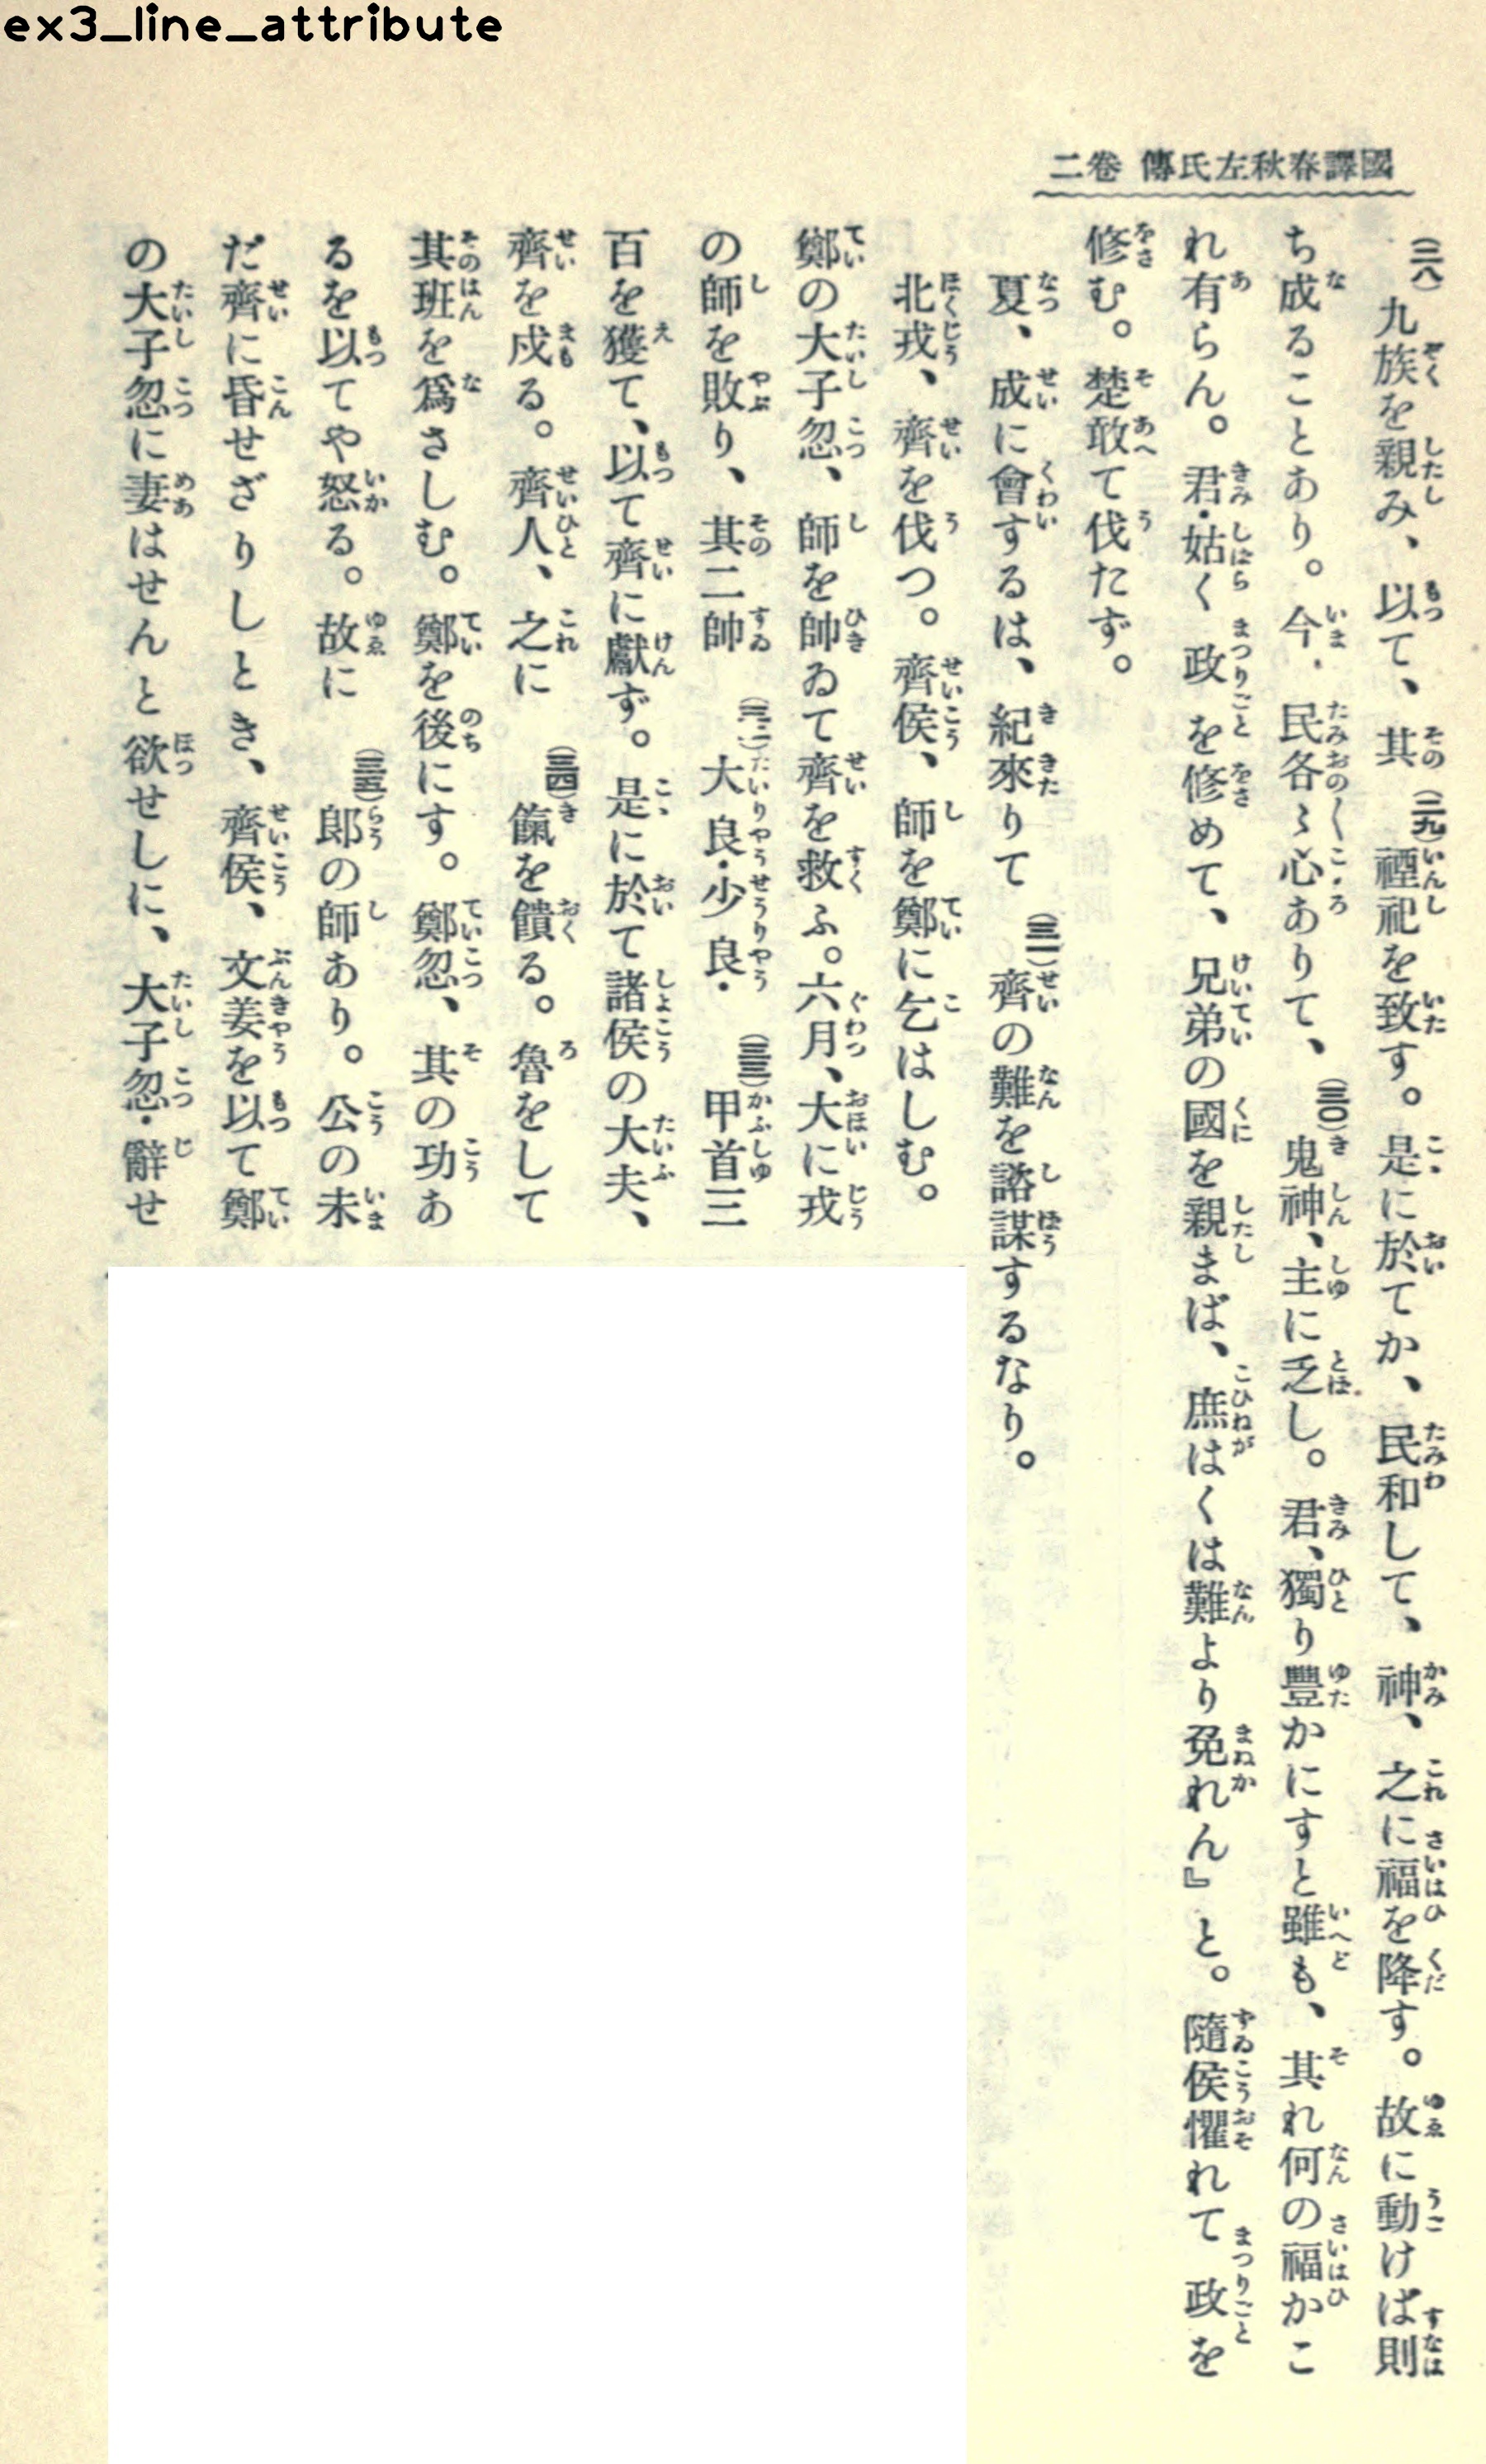 ex3_line_attribute
國譯春秋左氏傳 卷二
(二八)九族を親み、以て、其(二九)禋祀を致す。是に於てか、民和して、神、之に福を降す。故に動けば則
ち成ることあり。今・民各〻心ありて、(三〇)鬼神、主に乏し。君、獨り豐かにすと雖も、其れ何の福かこ
れ有らん。君・姑く政を修めて、兄弟の國を親まば、庶はくは難より免れん』と。隨侯懼れて政を
修む。楚敢て伐たず。
夏、成に會するは、紀來りて(三一)齊の難を諮謀するなり。
北戎、齊を伐つ。齊侯、師を鄭に乞はしむ。
鄭の大子忽、師を帥ゐて齊を救ふ。六月、大に戎
の師を敗り、其二帥(三二)大良・少良・(三三)甲首三
百を獲て、以て齊に獻ず。是に於て諸侯の大夫、
齊を戍る。齊人、之に(三四)餼を饋る。魯をして
其班を爲さしむ。鄭を後にす。鄭忽、其の功あ
るを以てや怒る。故に(三五)郎の師あり。公の未
だ齊に昏せざりしとき、齊侯、文姜を以て鄭
の大子忽に妻はせんと欲せしに、大子忽・辭せ